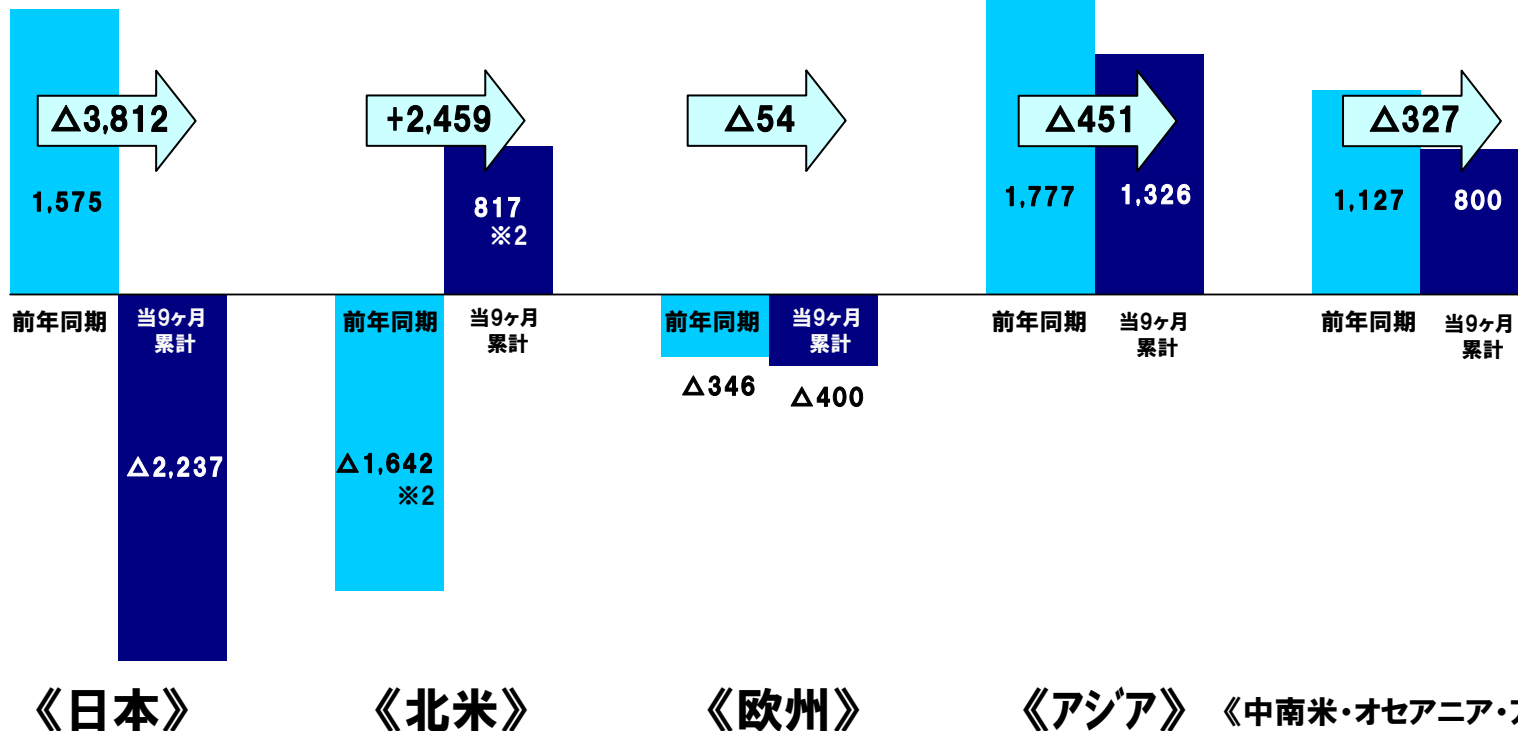 △3,812
+2,459
△54
△451
△327
1,575
817
※2
1,777
1,326
1,127
800
前年同期
当9ヶ月
累計
前年同期
当9ヶ月
累計
前年同期
当9ヶ月
累計
前年同期
当9ヶ月
累計
前年同期
当9ヶ月
累計
△346
△400
△2,237
△1,642
※2
《日本》
《北米》
《欧州》
《アジア》
《中南米・オセアニア・